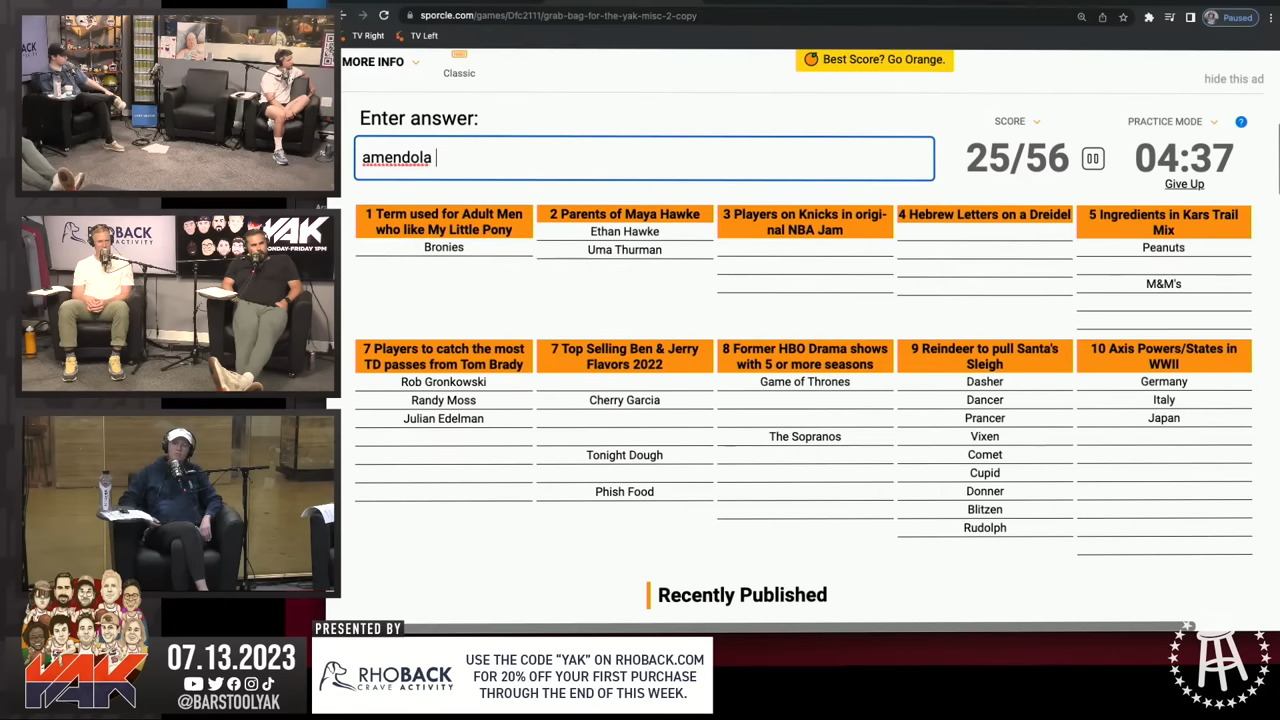 sporcle.com/games/Dfc2111/grab-bag-for-the-yak-misc-2-copy
Paused
TV Right
TV Left
MORE INFO
Classic
Best Score? Go Orange.
hide this ad
Enter answer:
amendola
SCORE
25/56
PRACTICE MODE
04:37
Give Up
1 Term used for Adult Men
who like My Little Pony
Bronies
2 Parents of Maya Hawke
Ethan Hawke
Uma Thurman
3 Players on Knicks in origi-
nal NBA Jam
4 Hebrew Letters on a Dreidel
5 Ingredients in Kars Trail
Mix
Peanuts
M&M's
7 Players to catch the most
TD passes from Tom Brady
Rob Gronkowski
Randy Moss
Julian Edelman
7 Top Selling Ben & Jerry
Flavors 2022
Cherry Garcia
Tonight Dough
Phish Food
8 Former HBO Drama shows
with 5 or more seasons
Game of Thrones
The Sopranos
9 Reindeer to pull Santa's
Sleigh
Dasher
Dancer
Prancer
Vixen
Comet
Cupid
Donner
Blitzen
Rudolph
10 Axis Powers/States in
WWII
Germany
Italy
Japan
Recently Published
RHOBACK
ACTIVITY
YAK
MONDAY-FRIDAY 1PM
PRESENTED BY
YAK
07.13.2023
@BARSTOOLYAK
RHOBACK
CRAVE ACTIVITY
USE THE CODE “YAK” ON RHOBACK.COM
FOR 20% OFF YOUR FIRST PURCHASE
THROUGH THE END OF THIS WEEK.